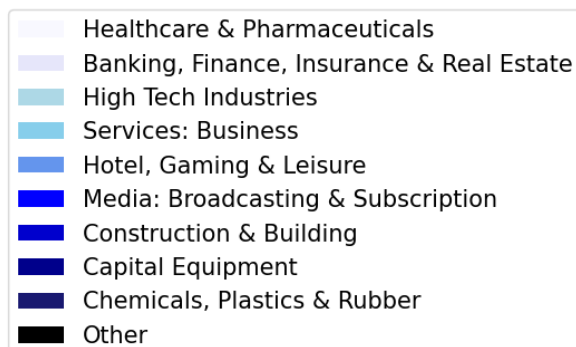 Healthcare & Pharmaceuticals
Banking, Finance, Insurance & Real Estate
High Tech Industries
Services: Business
Hotel, Gaming & Leisure
Media: Broadcasting & Subscription
Construction & Building
Capital Equipment
Chemicals, Plastics & Rubber
Other